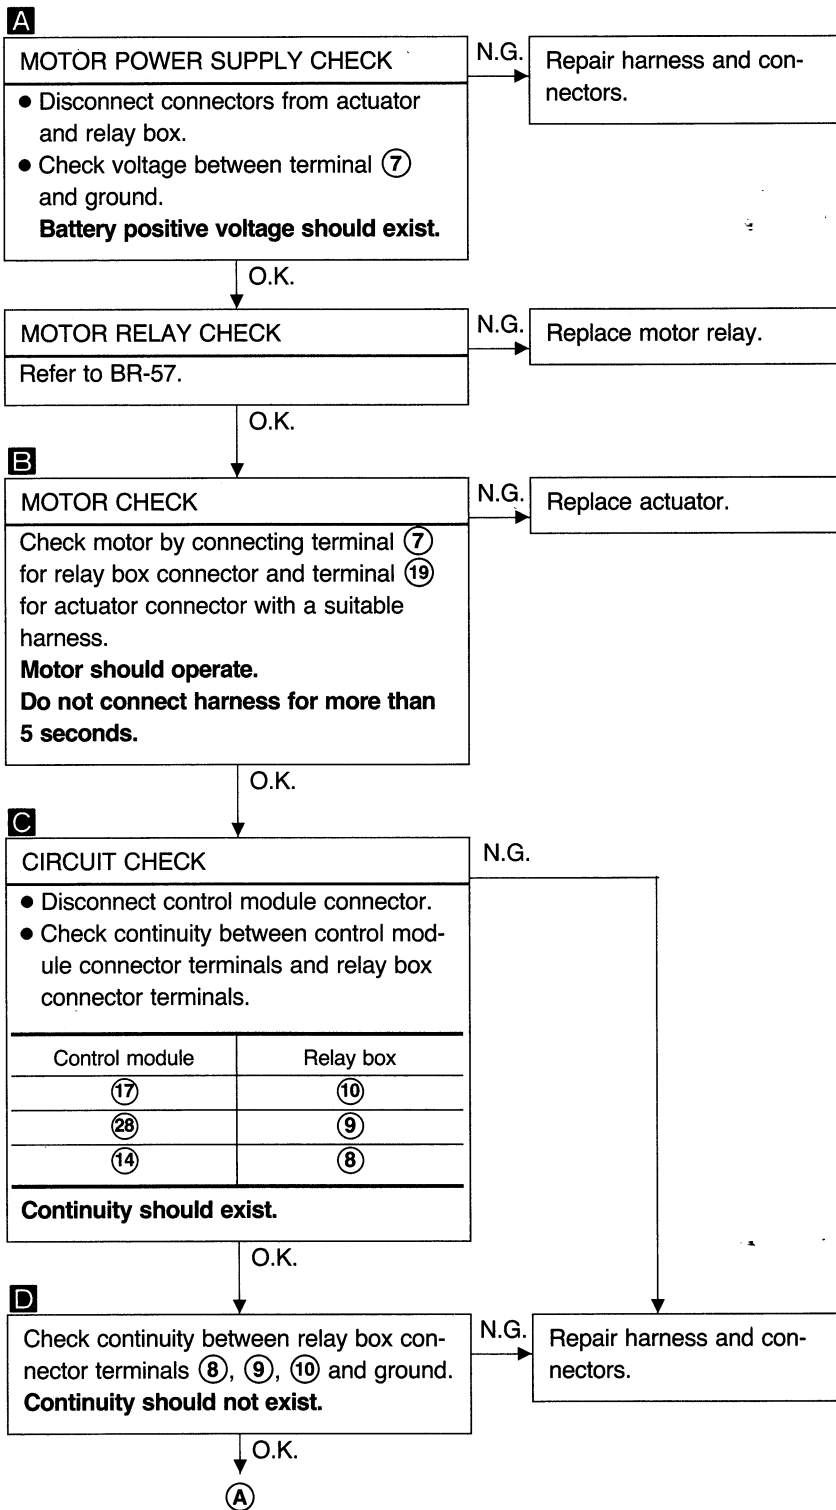 A
MOTOR POWER SUPPLY CHECK
● Disconnect connectors from actuator
and relay box.
● Check voltage between terminal ⑦
and ground.
Battery positive voltage should exist.
N.G.
Repair harness and con-
nectors.
O.K.
MOTOR RELAY CHECK
Refer to BR-57.
N.G.
Replace motor relay.
O.K.
B
MOTOR CHECK
Check motor by connecting terminal ⑦
for relay box connector and terminal ⑲
for actuator connector with a suitable
harness.
Motor should operate.
Do not connect harness for more than
5 seconds.
N.G.
Replace actuator.
O.K.
C
CIRCUIT CHECK
● Disconnect control module connector.
● Check continuity between control mod-
ule connector terminals and relay box
connector terminals.
Control module Relay box
⑰ ⑩
㉘ ⑨
⑭ ⑧
Continuity should exist.
N.G.
O.K.
D
Check continuity between relay box con-
nector terminals ⑧, ⑨, ⑩ and ground.
Continuity should not exist.
N.G.
Repair harness and con-
nectors.
O.K.
Ⓐ